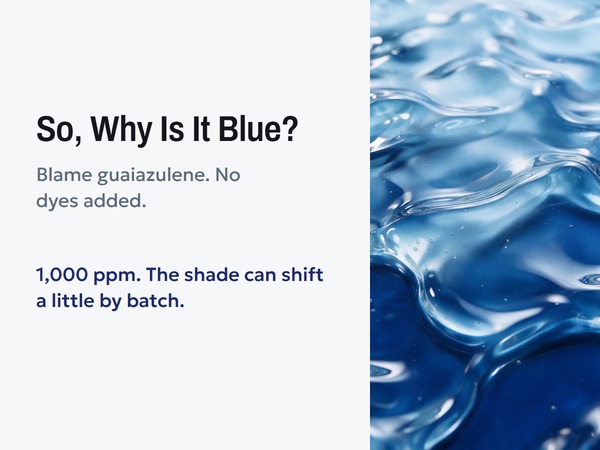 So, Why Is It Blue?
Blame guaiazulene. No
dyes added.
1,000 ppm. The shade can shift
a little by batch.